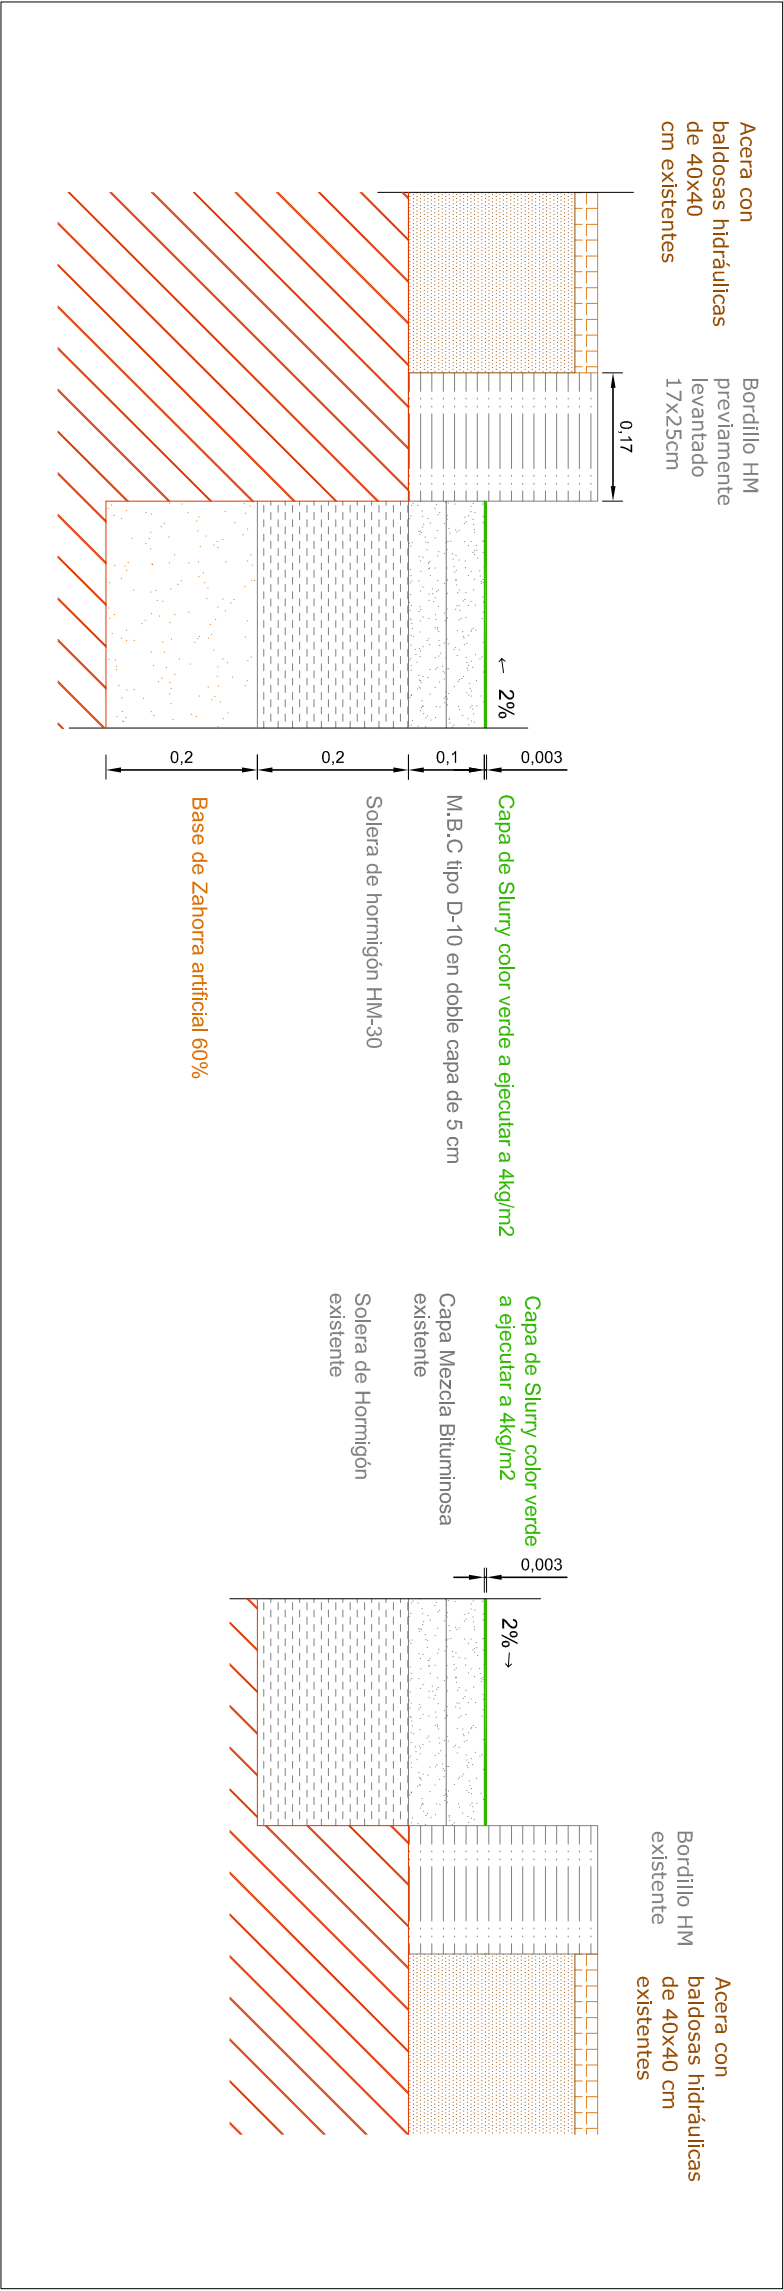 Acera con
baldosas hidráulicas
de 40x40
cm existentes
Bordillo HM
previamente
levantado
17x25cm
0,17
← 2%
0,003
0,1
0,2
0,2
Capa de Slurry color verde a ejecutar a 4kg/m2
M.B.C tipo D-10 en doble capa de 5 cm
Solera de hormigón HM-30
Base de Zahorra artificial 60%
Capa de Slurry color verde
a ejecutar a 4kg/m2
Capa Mezcla Bituminosa
existente
Solera de Hormigón
existente
0,003
2%→
Bordillo HM
existente
Acera con
baldosas hidráulicas
de 40x40 cm
existentes